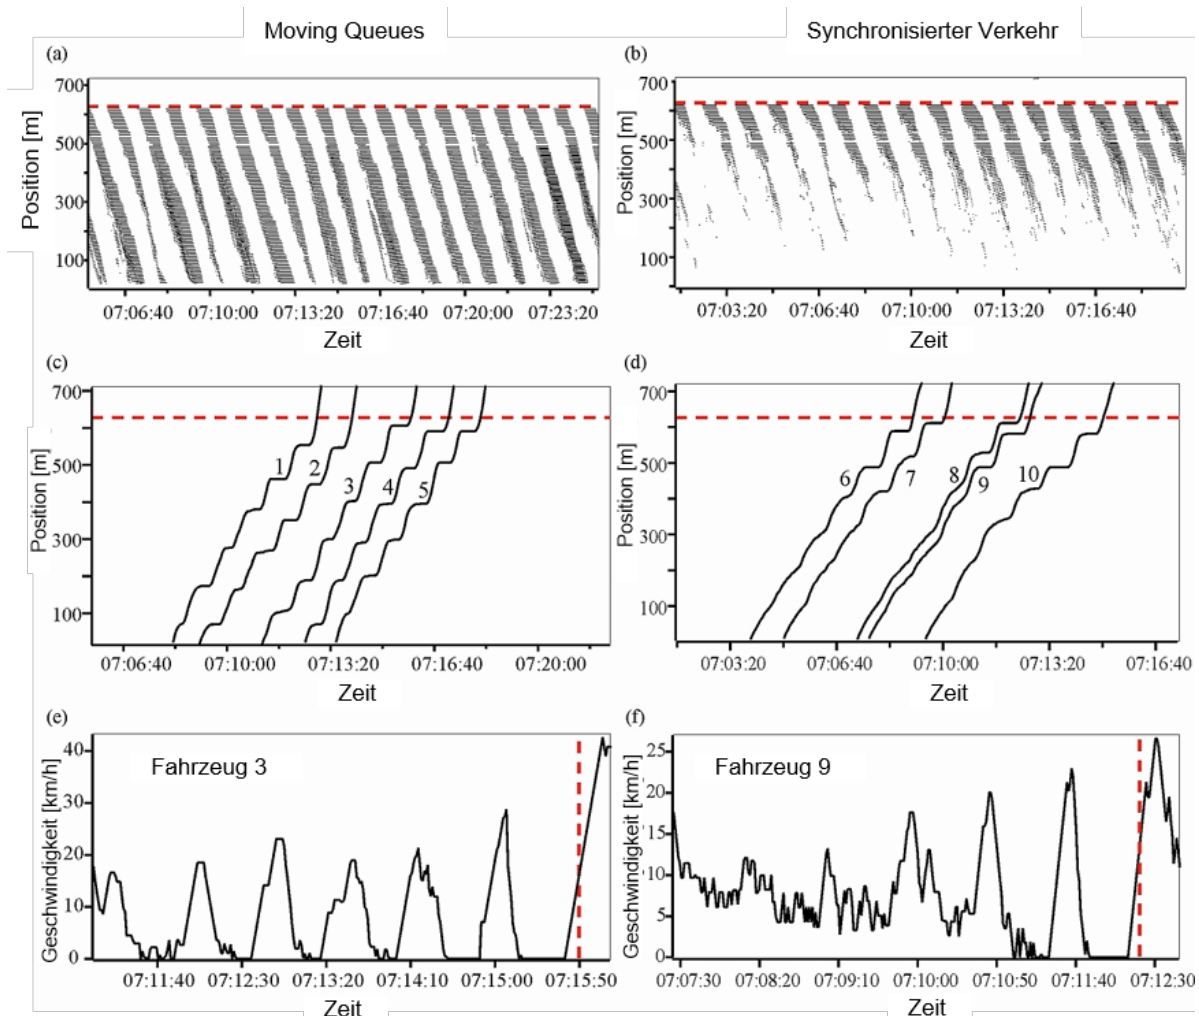 Moving Queues
Synchronisierter Verkehr
(a)
(b)
Position [m]
700
500
300
100
07:06:40 07:10:00 07:13:20 07:16:40 07:20:00 07:23:20
Zeit
Position [m]
700
500
300
100
07:03:20 07:06:40 07:10:00 07:13:20 07:16:40
Zeit
(c)
(d)
Position [m]
700
500
300
100
1 2 3 4 5
07:06:40 07:10:00 07:13:20 07:16:40 07:20:00
Zeit
Position [m]
700
500
300
100
6 7 8 9 10
07:03:20 07:06:40 07:10:00 07:13:20 07:16:40
Zeit
(e)
(f)
Geschwindigkeit [km/h]
40
30
20
10
0
Fahrzeug 3
07:11:40 07:12:30 07:13:20 07:14:10 07:15:00 07:15:50
Zeit
Geschwindigkeit [km/h]
25
20
15
10
5
0
Fahrzeug 9
07:07:30 07:08:20 07:09:10 07:10:00 07:10:50 07:11:40 07:12:30
Zeit